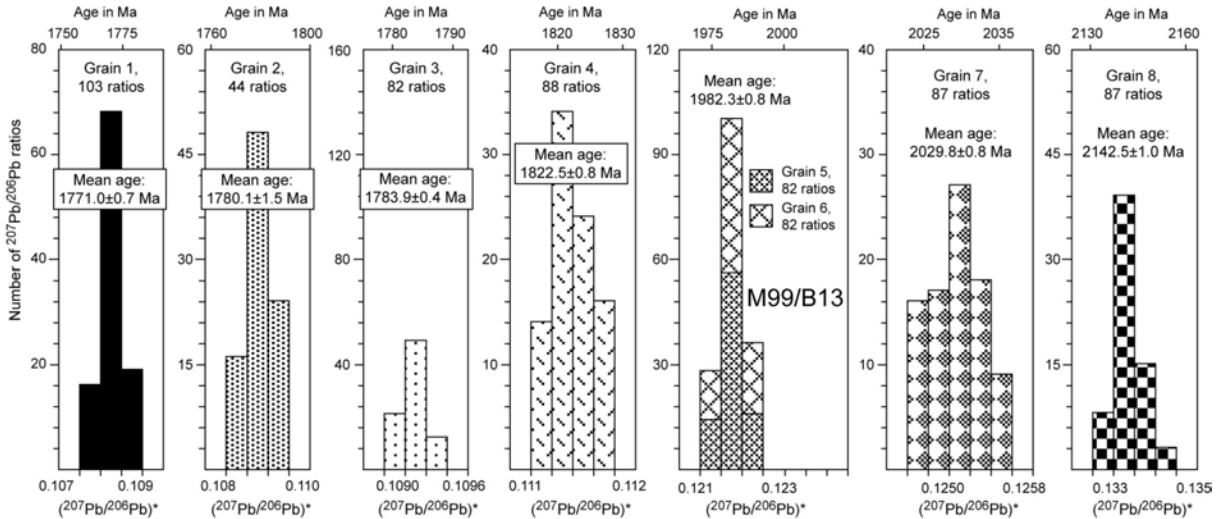 Age in Ma
1750 1775
Age in Ma
1760 1800
Age in Ma
1780 1790
Age in Ma
1820 1830
Age in Ma
1975 2000
Age in Ma
2025 2035
Age in Ma
2130 2160
Number of ²⁰⁷Pb/²⁰⁶Pb ratios
80
60
40
20
Grain 1,
103 ratios
Mean age:
1771.0±0.7 Ma
0.107 0.109
(²⁰⁷Pb/²⁰⁶Pb)*
60
45
30
15
Grain 2,
44 ratios
Mean age:
1780.1±1.5 Ma
0.108 0.110
(²⁰⁷Pb/²⁰⁶Pb)*
160
120
80
40
Grain 3,
82 ratios
Mean age:
1783.9±0.4 Ma
0.1090 0.1096
(²⁰⁷Pb/²⁰⁶Pb)*
40
30
20
10
Grain 4,
88 ratios
Mean age:
1822.5±0.8 Ma
0.111 0.112
(²⁰⁷Pb/²⁰⁶Pb)*
120
90
60
30
Mean age:
1982.3±0.8 Ma
Grain 5,
82 ratios
Grain 6,
82 ratios
M99/B13
0.121 0.123
(²⁰⁷Pb/²⁰⁶Pb)*
40
30
20
10
Grain 7,
87 ratios
Mean age:
2029.8±0.8 Ma
0.1250 0.1258
(²⁰⁷Pb/²⁰⁶Pb)*
60
45
30
15
Grain 8,
87 ratios
Mean age:
2142.5±1.0 Ma
0.133 0.135
(²⁰⁷Pb/²⁰⁶Pb)*